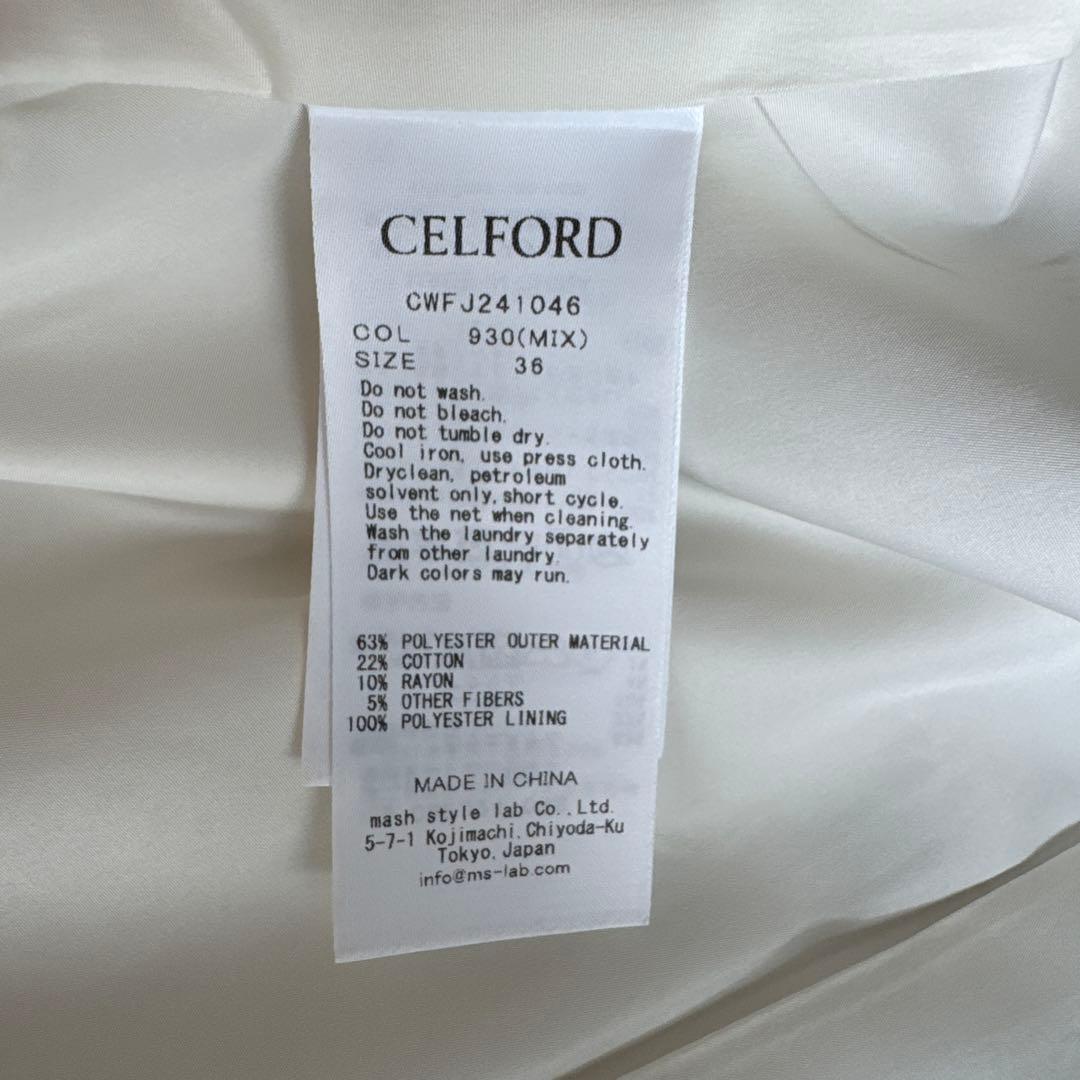 CELFORD
CWFJ241046
COL 930(MIX)
SIZE 36
Do not wash.
Do not bleach.
Do not tumble dry.
Cool iron, use press cloth.
Dryclean, petroleum
solvent only, short cycle.
Use the net when cleaning.
Wash the laundry separately
from other laundry.
Dark colors may run.
63% POLYESTER OUTER MATERIAL
22% COTTON
10% RAYON
5% OTHER FIBERS
100% POLYESTER LINING
MADE IN CHINA
mash style lab Co.,Ltd.
5-7-1 Kojimachi, Chiyoda-Ku
Tokyo, Japan
info@ms-lab.com